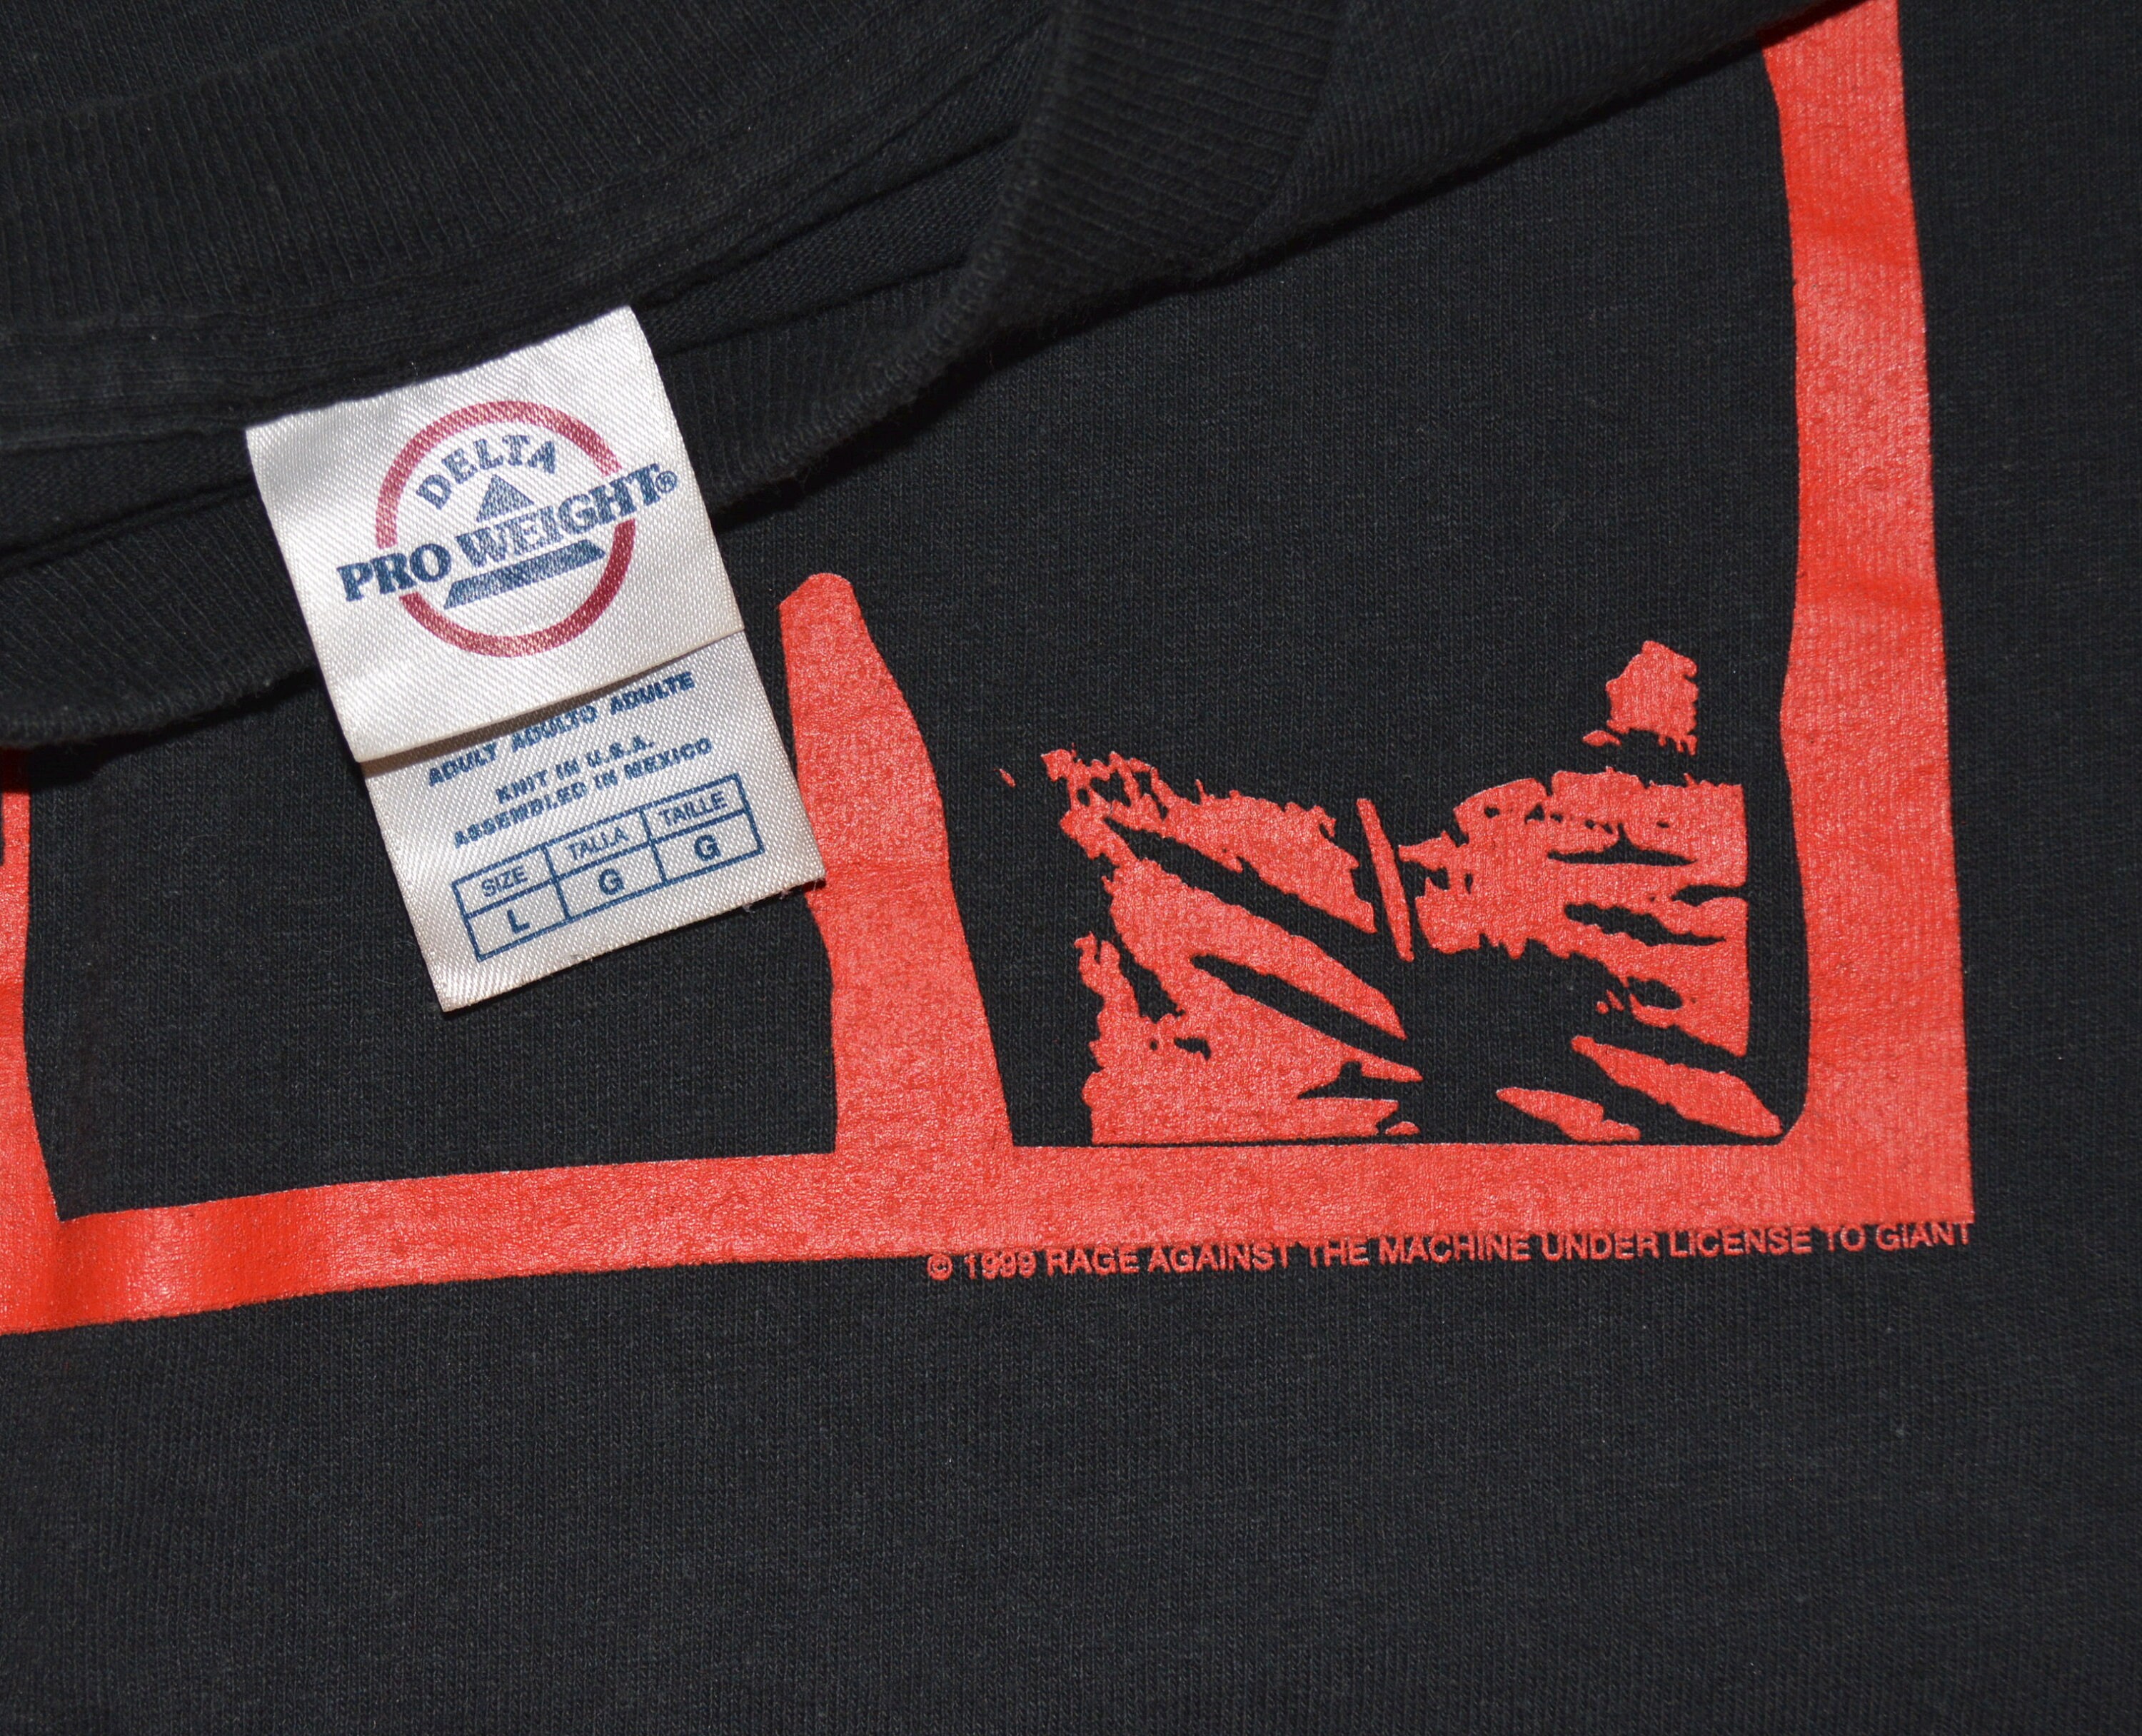 DELTA
PRO WEIGHT®
ADULT ADULTO ADULTE
KNIT IN U.S.A.
ASSEMBLED IN MEXICO
SIZE TALLA TAILLE
L G G
© 1999 RAGE AGAINST THE MACHINE UNDER LICENSE TO GIANT